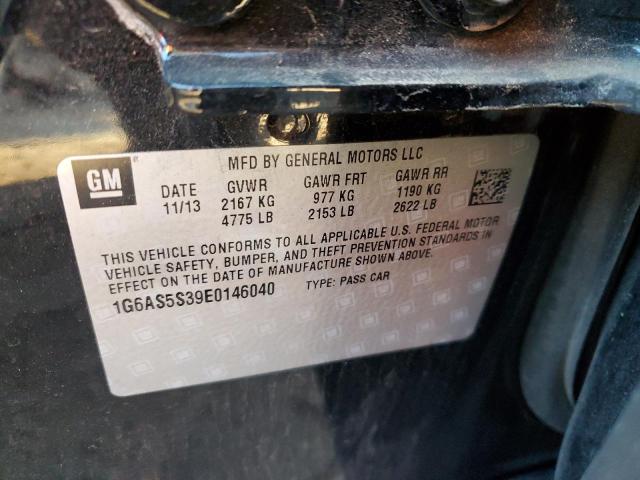 GM
MFD BY GENERAL MOTORS LLC
DATE GVWR GAWR FRT GAWR RR
11/13 2167 KG 977 KG 1190 KG
4775 LB 2153 LB 2622 LB
THIS VEHICLE CONFORMS TO ALL APPLICABLE U.S. FEDERAL MOTOR
VEHICLE SAFETY, BUMPER, AND THEFT PREVENTION STANDARDS IN
EFFECT ON THE DATE OF MANUFACTURE SHOWN ABOVE.
1G6AS5S39E0146040 TYPE: PASS CAR